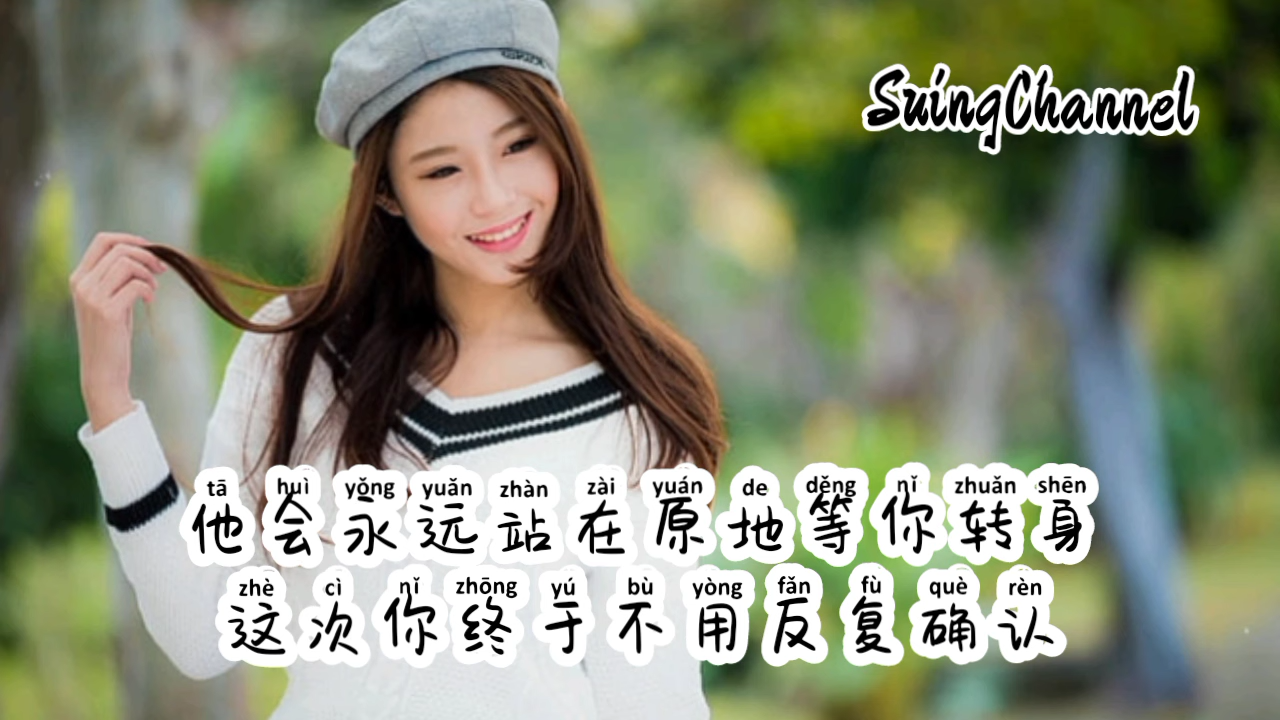 SuingChannel
tā huì yǒng yuǎn zhàn zài yuán de děng nǐ zhuǎn shēn
他会永远站在原地等你转身
zhè cì nǐ zhōng yú bù yòng fǎn fù què rèn
这次你终于不用反复确认